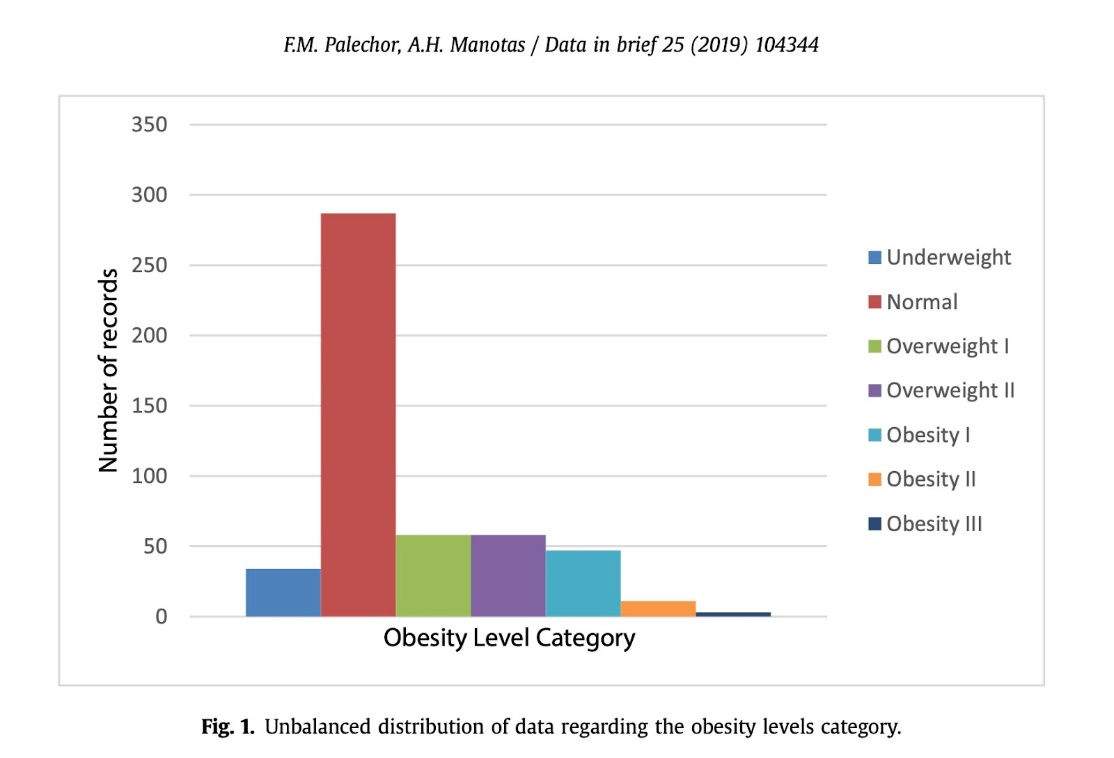 F.M. Palechor, A.H. Manotas / Data in brief 25 (2019) 104344
350
300
250
200
150
100
50
0
Number of records
Obesity Level Category
Underweight
Normal
Overweight I
Overweight II
Obesity I
Obesity II
Obesity III
Fig. 1. Unbalanced distribution of data regarding the obesity levels category.